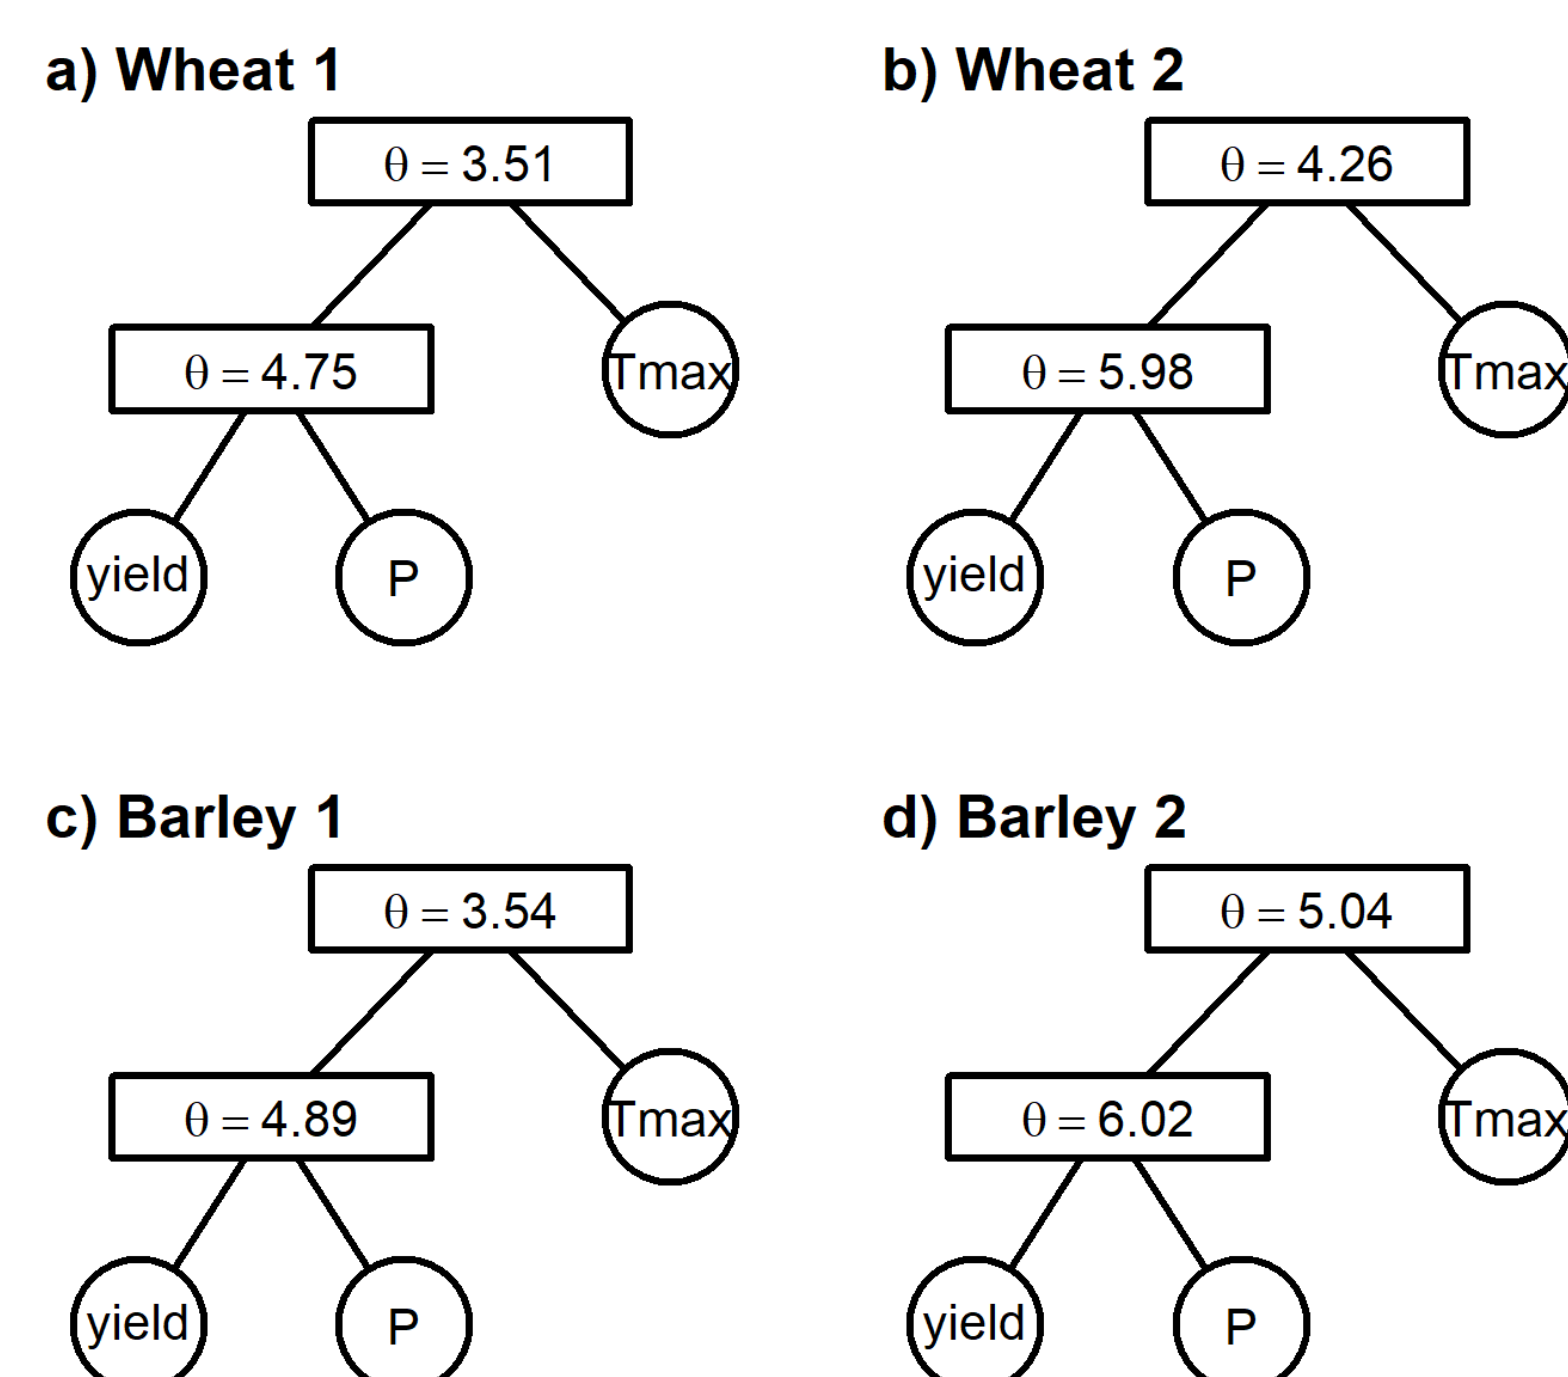 a) Wheat 1
θ = 3.51
θ = 4.75
Tmax
yield
P
b) Wheat 2
θ = 4.26
θ = 5.98
Tmax
yield
P
c) Barley 1
θ = 3.54
θ = 4.89
Tmax
yield
P
d) Barley 2
θ = 5.04
θ = 6.02
Tmax
yield
P